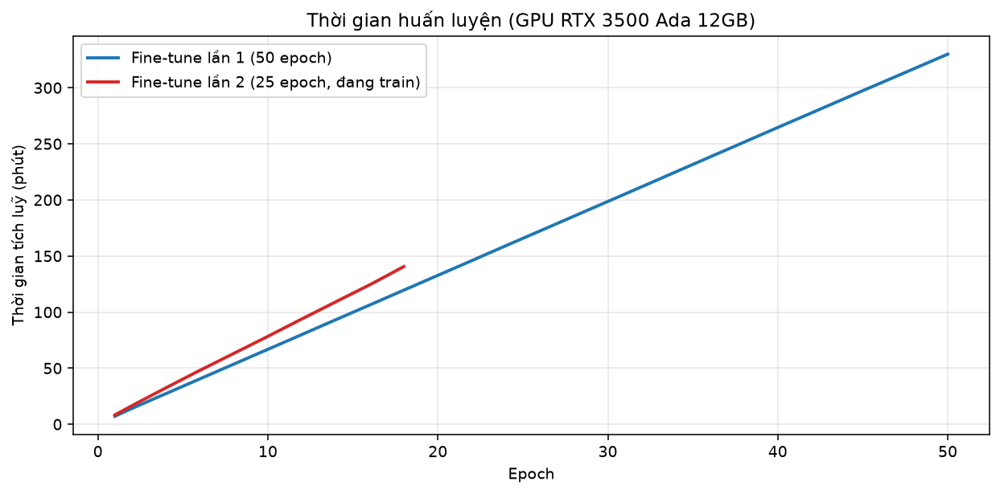 Thời gian huấn luyện (GPU RTX 3500 Ada 12GB)
Fine-tune lần 1 (50 epoch)
Fine-tune lần 2 (25 epoch, đang train)
Thời gian tích luỹ (phút)
300
250
200
150
100
50
0
0 10 20 30 40 50
Epoch